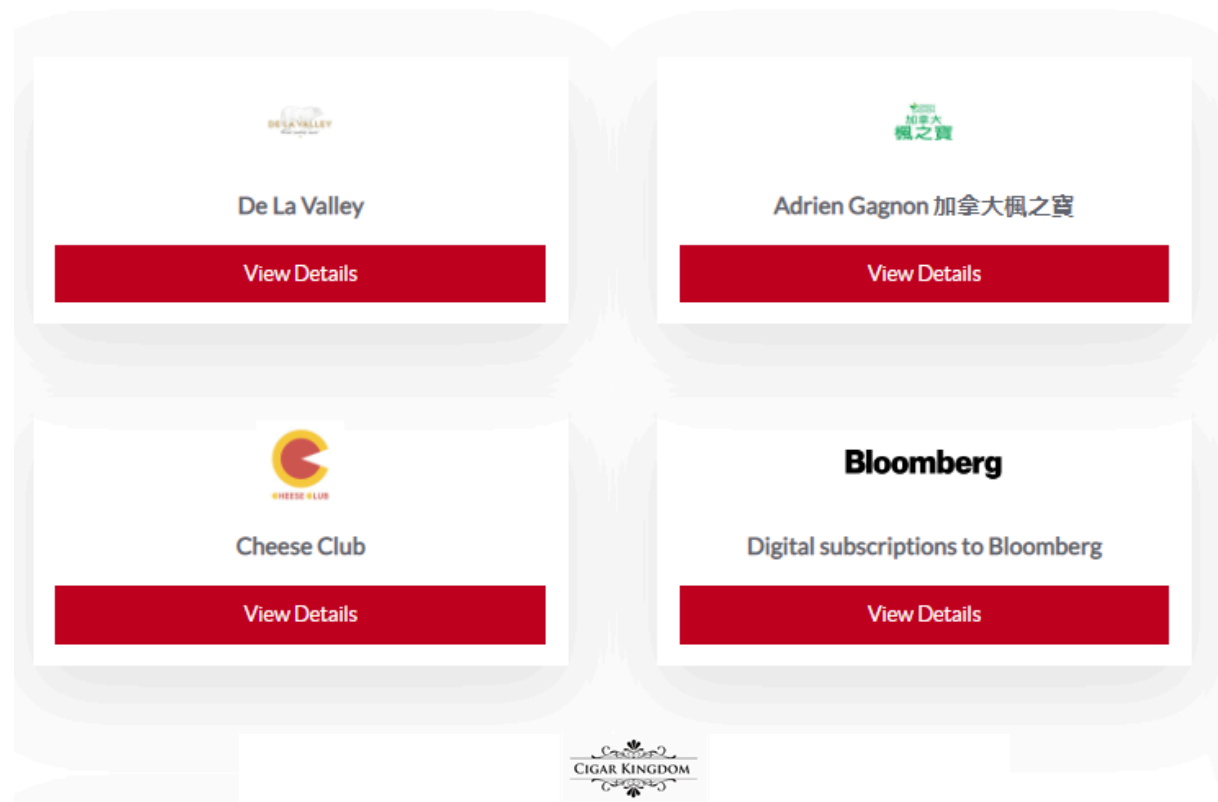 DE LA VALLEY
加拿大
楓之寶
De La Valley
Adrien Gagnon 加拿大楓之寶
View Details
View Details
CHEESE CLUB
Bloomberg
Cheese Club
Digital subscriptions to Bloomberg
View Details
View Details
CIGAR KINGDOM